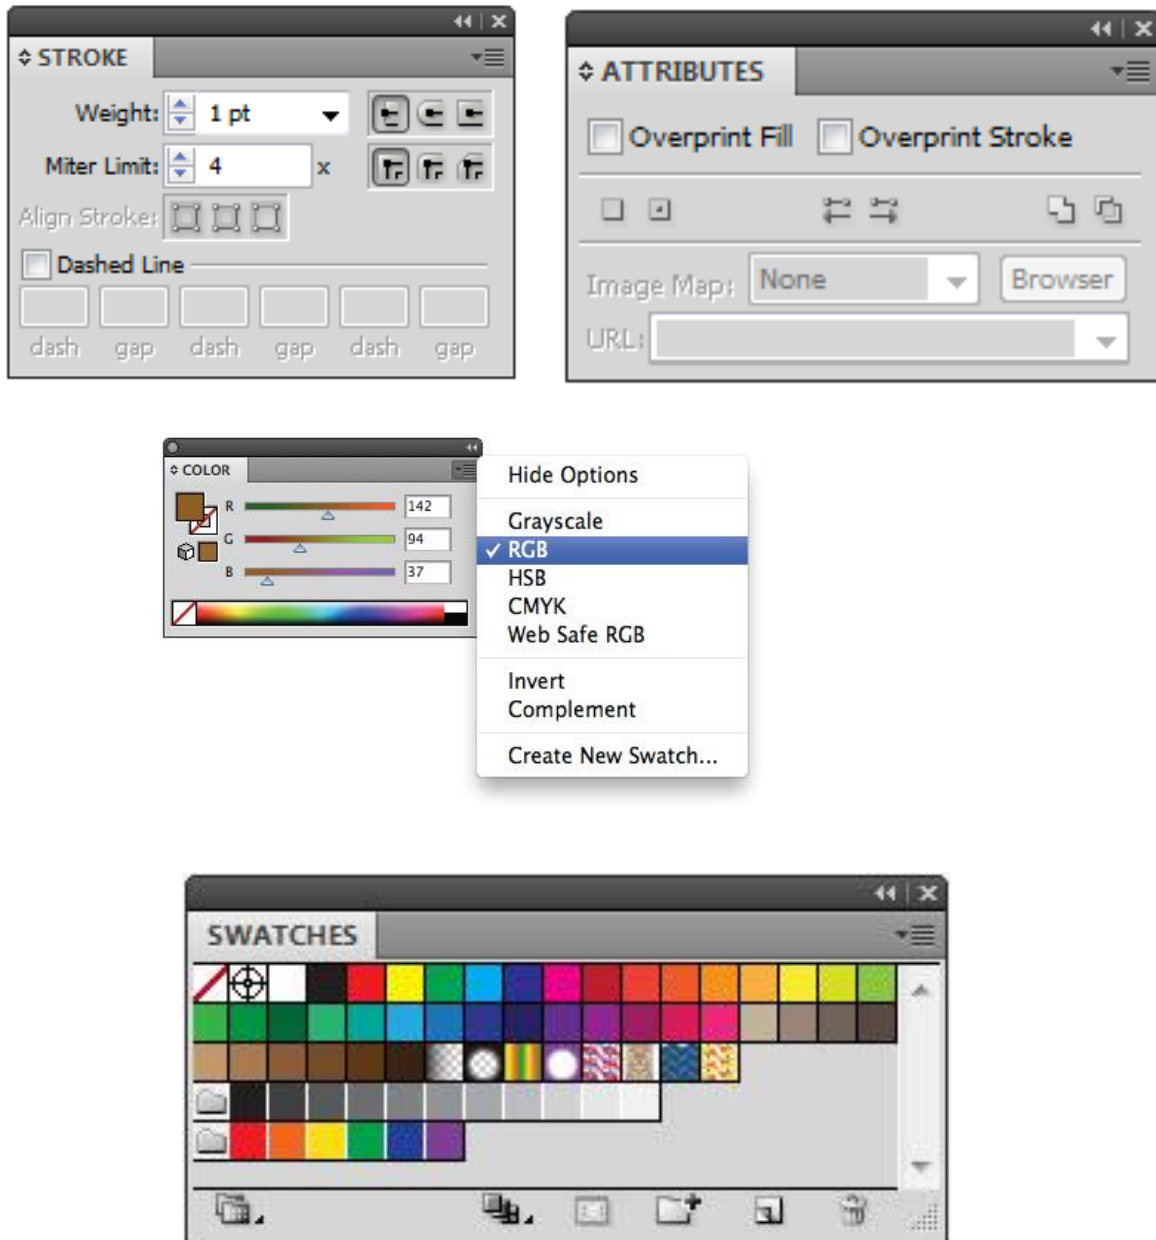 STROKE
Weight: 1 pt
Miter Limit: 4 x
Align Stroke:
Dashed Line
dash gap dash gap dash gap
ATTRIBUTES
Overprint Fill Overprint Stroke
Image Map: None Browser
URL:
COLOR
R 142
G 94
B 37
Hide Options
Grayscale
✓ RGB
HSB
CMYK
Web Safe RGB
Invert
Complement
Create New Swatch...
SWATCHES